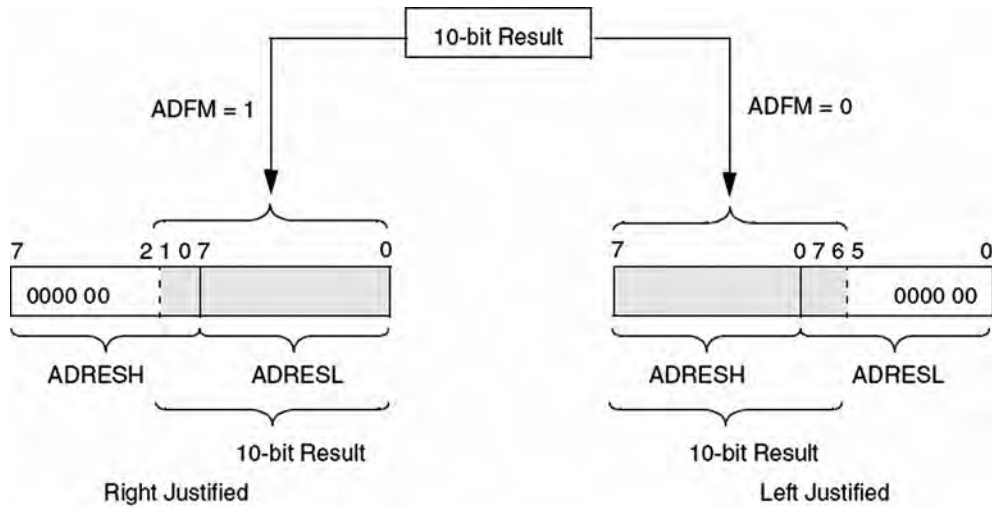 10-bit Result
ADFM = 1
ADFM = 0
7 2 1 0 7 0
7 0 7 6 5 0
0000 00
0000 00
ADRESH ADRESL
ADRESH ADRESL
10-bit Result
10-bit Result
Right Justified
Left Justified